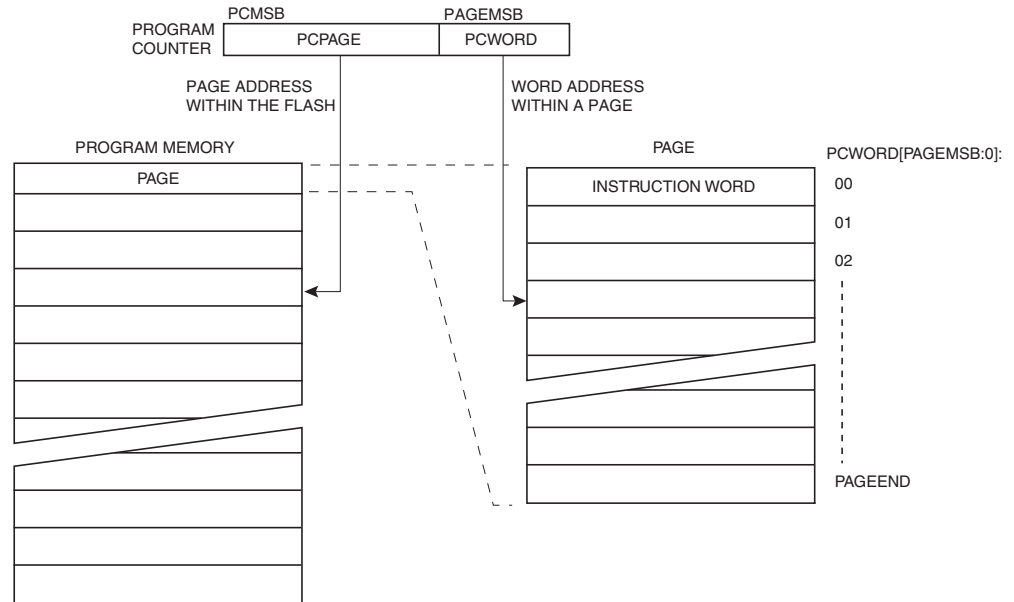 PCMSB
PAGEMSB
PROGRAM
COUNTER
PCPAGE
PCWORD
PAGE ADDRESS
WITHIN THE FLASH
WORD ADDRESS
WITHIN A PAGE
PROGRAM MEMORY
PAGE
PAGE
PCWORD[PAGEMSB:0]:
INSTRUCTION WORD
00
01
02
PAGEEND